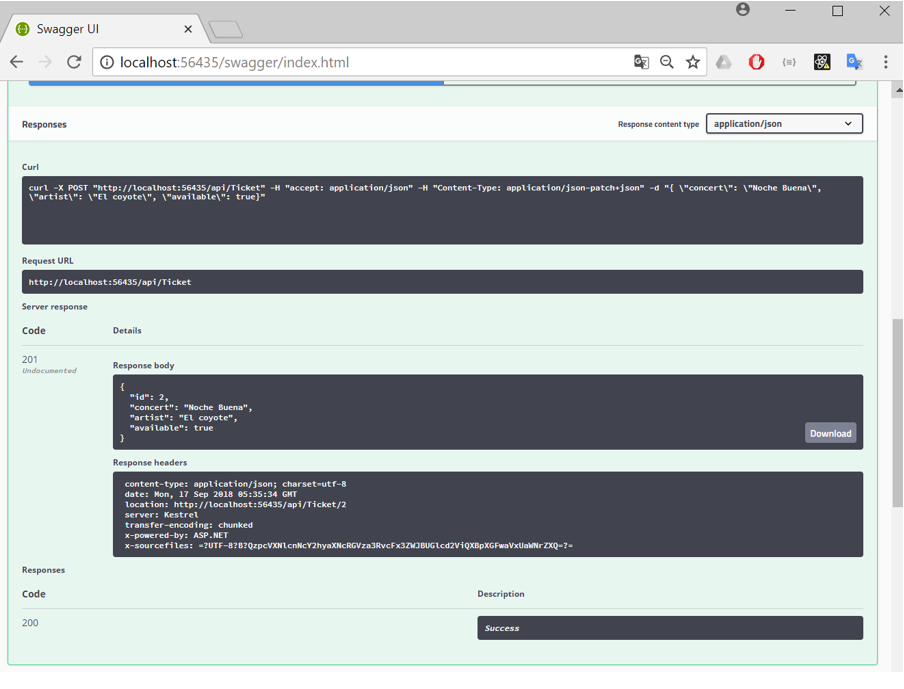 Swagger UI
localhost:56435/swagger/index.html
Responses
Response content type
application/json
Curl
curl -X POST "http://localhost:56435/api/Ticket" -H "accept: application/json" -H "Content-Type: application/json-patch+json" -d "{ \"concert\": \"Noche Buena\",
\"artist\": \"El coyote\", \"available\": true}"
Request URL
http://localhost:56435/api/Ticket
Server response
Code Details
201
Undocumented
Response body
{
"id": 2,
"concert": "Noche Buena",
"artist": "El coyote",
"available": true
}
Download
Response headers
content-type: application/json; charset=utf-8
date: Mon, 17 Sep 2018 05:35:34 GMT
location: http://localhost:56435/api/Ticket/2
server: Kestrel
transfer-encoding: chunked
x-powered-by: ASP.NET
x-sourcefiles: =?UTF-8?B?QzpcVXNlcnNcY2hyaXNcRGVza3RvcFx3ZWJBUGlcd2ViQXBpXGFwaVxUaWNrZXQ=?=
Responses
Code Description
200 Success